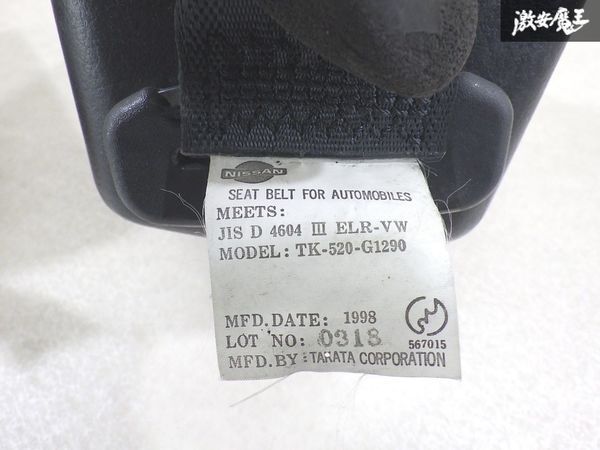 激安魔王
NISSAN
SEAT BELT FOR AUTOMOBILES
MEETS:
JIS D 4604 III ELR-VW
MODEL: TK-520-G1290
MFD.DATE: 1998
LOT NO: 0318
567015
MFD.BY: TAKATA CORPORATION